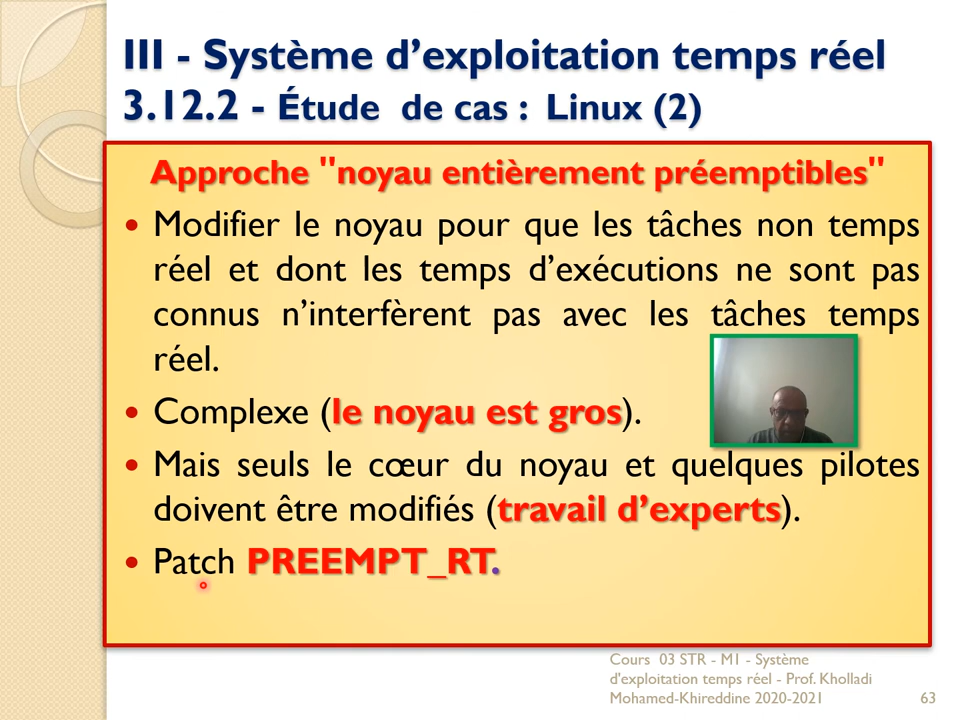 III - Système d’exploitation temps réel
3.12.2 - Étude de cas : Linux (2)
Approche "noyau entièrement préemptibles"
• Modifier le noyau pour que les tâches non temps
réel et dont les temps d’exécutions ne sont pas
connus n’interfèrent pas avec les tâches temps
réel.
• Complexe (le noyau est gros).
• Mais seuls le cœur du noyau et quelques pilotes
doivent être modifiés (travail d’experts).
• Patch PREEMPT_RT.
Cours 03 STR - M1 - Système
d'exploitation temps réel - Prof. Kholladi
Mohamed-Khireddine 2020-2021
63